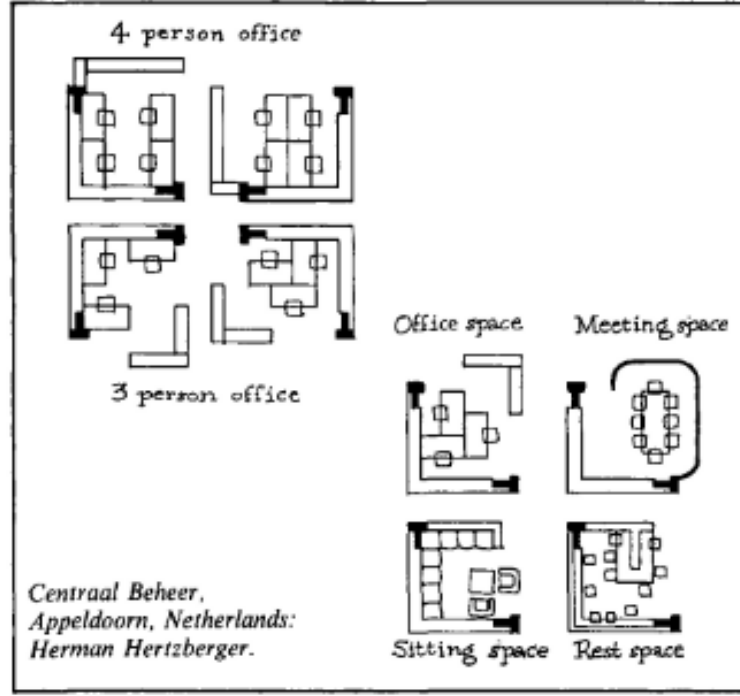 4 person office
3 person office
Office space
Meeting space
Sitting space
Rest space
Centraal Beheer,
Appeldoorn, Netherlands:
Herman Hertzberger.